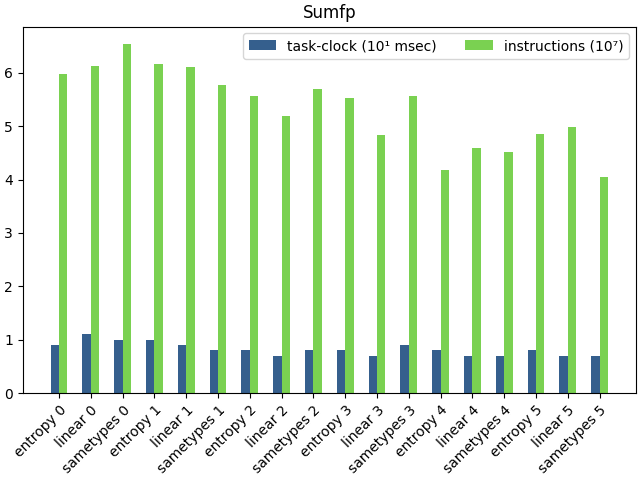 Sumfp
task-clock (10¹ msec)
instructions (10⁷)
6
5
4
3
2
1
0
entropy 0
linear 0
sametypes 0
entropy 1
linear 1
sametypes 1
entropy 2
linear 2
sametypes 2
entropy 3
linear 3
sametypes 3
entropy 4
linear 4
sametypes 4
entropy 5
linear 5
sametypes 5